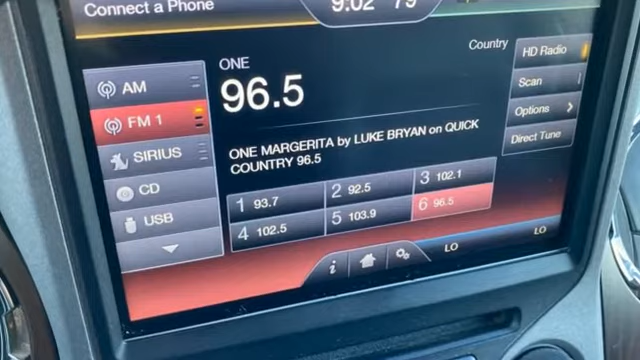 Connect a Phone
9:02 79
ONE
Country
96.5
AM
FM 1
SIRIUS
CD
USB
HD Radio
Scan
Options
Direct Tune
ONE MARGERITA by LUKE BRYAN on QUICK
COUNTRY 96.5
1 93.7
2 92.5
3 102.1
4 102.5
5 103.9
6 96.5
i
LO
LO